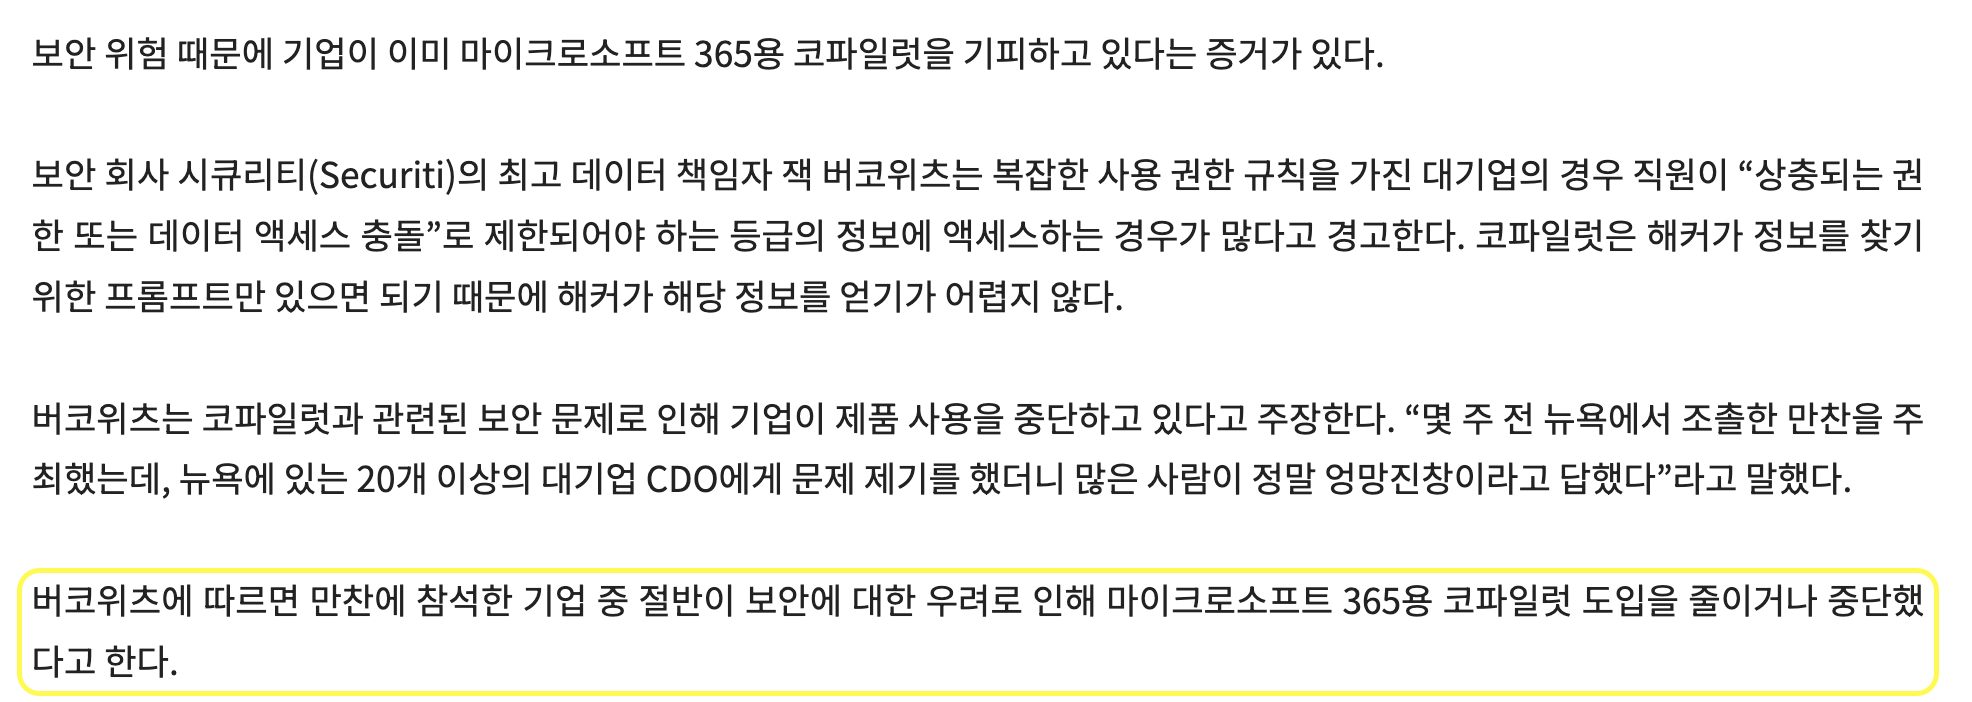 보안 위험 때문에 기업이 이미 마이크로소프트 365용 코파일럿을 기피하고 있다는 증거가 있다.
보안 회사 시큐리티(Securiti)의 최고 데이터 책임자 잭 버코위츠는 복잡한 사용 권한 규칙을 가진 대기업의 경우 직원이 “상충되는 권
한 또는 데이터 액세스 충돌”로 제한되어야 하는 등급의 정보에 액세스하는 경우가 많다고 경고한다. 코파일럿은 해커가 정보를 찾기
위한 프롬프트만 있으면 되기 때문에 해커가 해당 정보를 얻기가 어렵지 않다.
버코위츠는 코파일럿과 관련된 보안 문제로 인해 기업이 제품 사용을 중단하고 있다고 주장한다. “몇 주 전 뉴욕에서 조촐한 만찬을 주
최했는데, 뉴욕에 있는 20개 이상의 대기업 CDO에게 문제 제기를 했더니 많은 사람이 정말 엉망진창이라고 답했다”라고 말했다.
버코위츠에 따르면 만찬에 참석한 기업 중 절반이 보안에 대한 우려로 인해 마이크로소프트 365용 코파일럿 도입을 줄이거나 중단했
다고 한다.